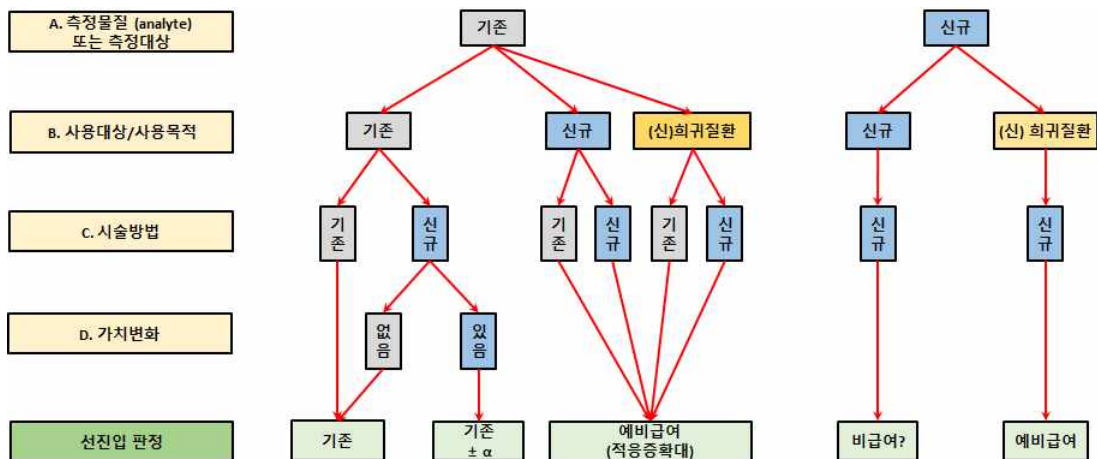 A. 측정물질 (analyte)
또는 측정대상
기존
신규
B. 사용대상/사용목적
기존
신규
(신)희귀질환
신규
(신) 희귀질환
C. 시술방법
기존
신규
기존
신규
기존
신규
신규
신규
D. 가치변화
없음
있음
선진입 판정
기존
기존
± α
예비급여
(적응증확대)
비급여?
예비급여